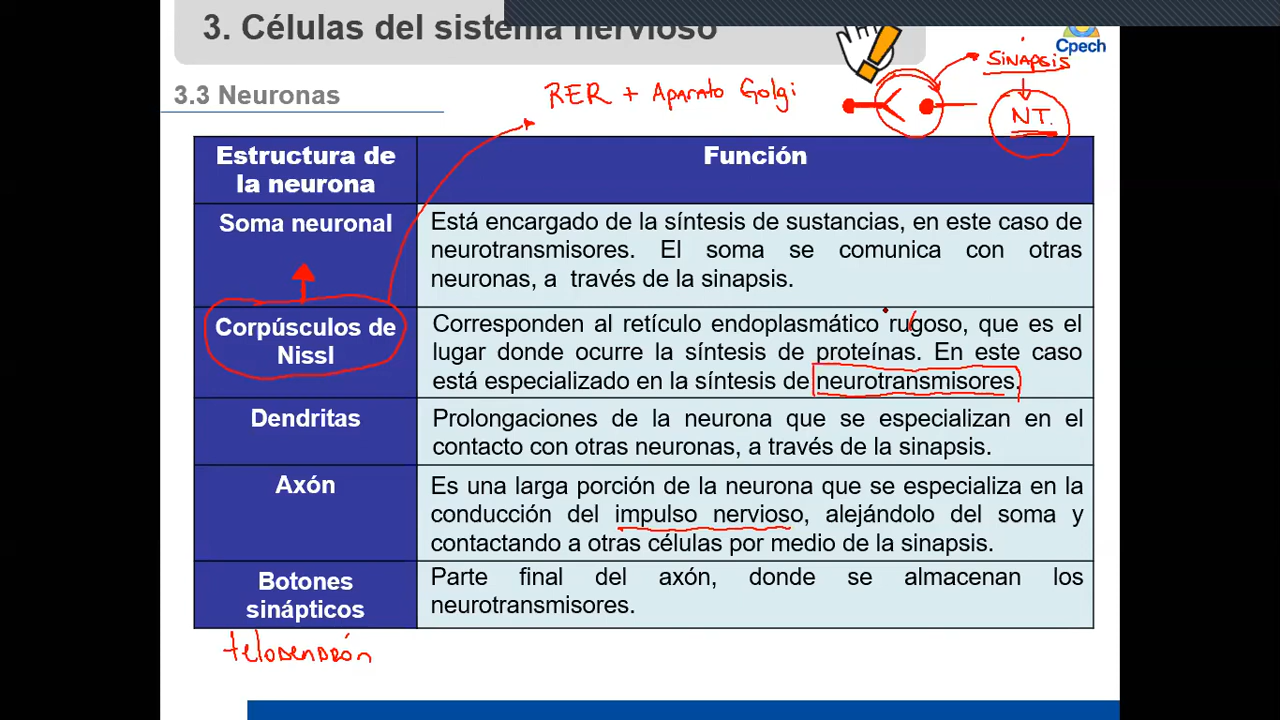 3. Células del sistema nervioso
Cpech
SINÁPSIS
NT.
3.3 Neuronas
RER + Aparato Golgi
Estructura de la neurona
Función
Soma neuronal
Está encargado de la síntesis de sustancias, en este caso de
neurotransmisores. El soma se comunica con otras
neuronas, a través de la sinapsis.
Corpúsculos de
Nissl
Corresponden al retículo endoplasmático rugoso, que es el
lugar donde ocurre la síntesis de proteínas. En este caso
está especializado en la síntesis de neurotransmisores.
Dendritas
Prolongaciones de la neurona que se especializan en el
contacto con otras neuronas, a través de la sinapsis.
Axón
Es una larga porción de la neurona que se especializa en la
conducción del impulso nervioso, alejándolo del soma y
contactando a otras células por medio de la sinapsis.
Botones
sinápticos
Parte final del axón, donde se almacenan los
neurotransmisores.
telodendrón